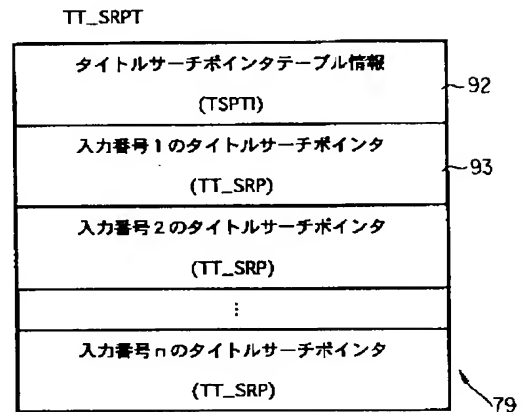 TT_SRPT
タイトルサーチポインタテーブル情報
(TSPTI)
92
入力番号1のタイトルサーチポインタ
(TT_SRP)
93
入力番号2のタイトルサーチポインタ
(TT_SRP)
⋮
入力番号nのタイトルサーチポインタ
(TT_SRP)
79